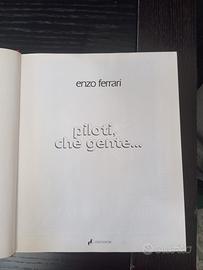 enzo ferrari
piloti,
che gente...